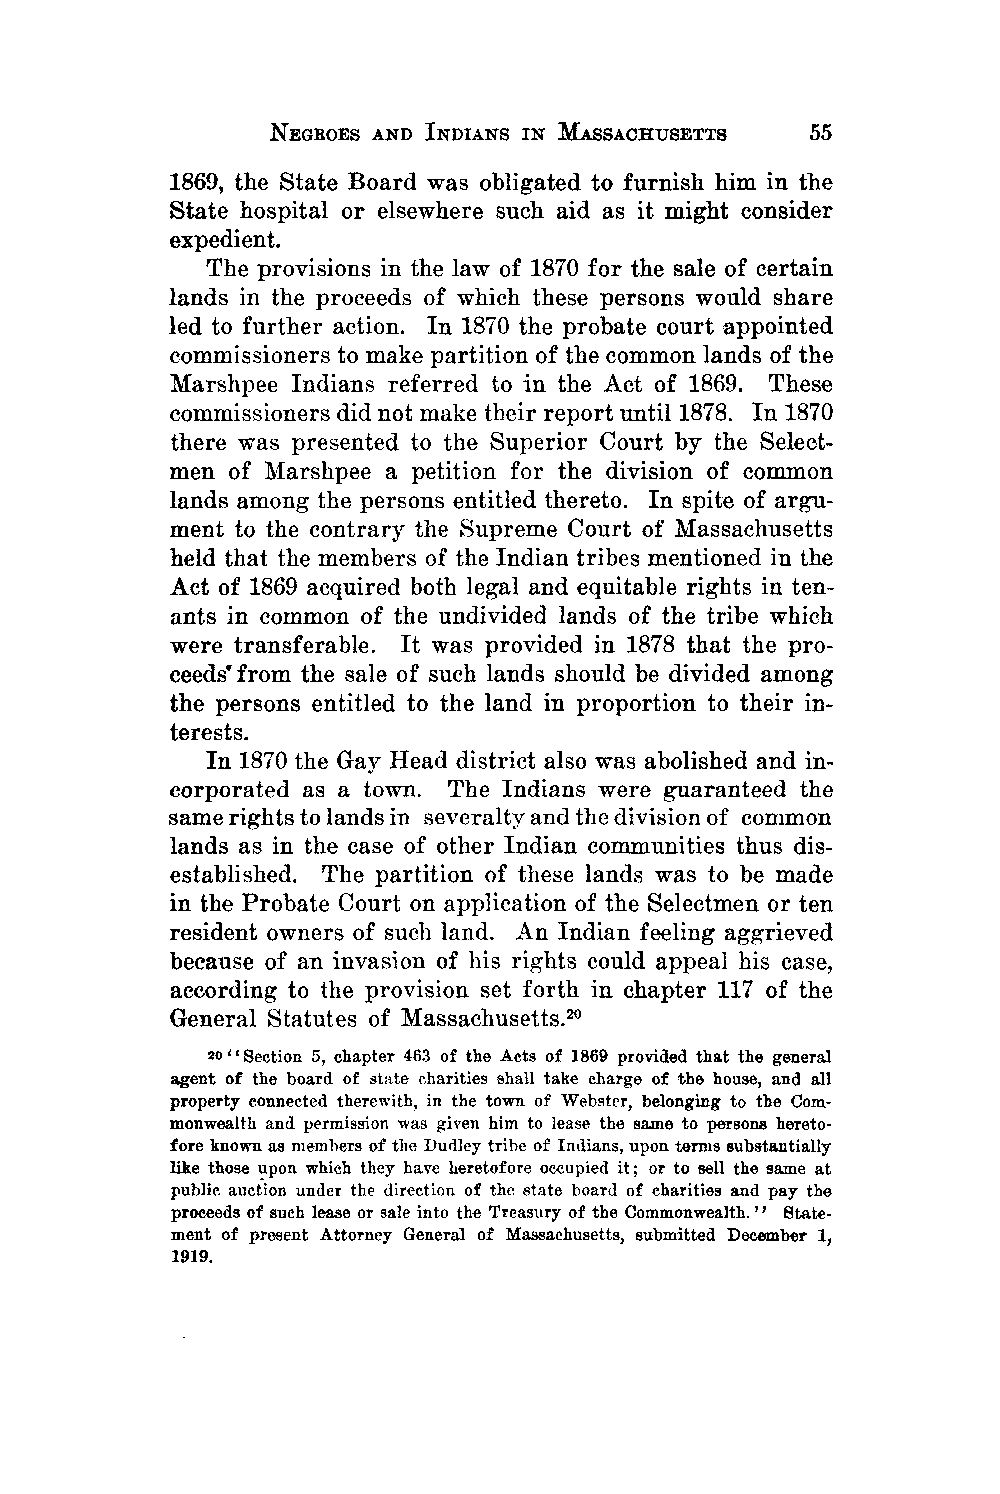 NEGROES AND INDIANS IN MASSACHUSETTS 55
1869, the State Board was obligated to furnish him in the
State hospital or elsewhere such aid as it might consider
expedient.
The provisions in the law of 1870 for the sale of certain
lands in the proceeds of which these persons would share
led to further action. In 1870 the probate court appointed
commissioners to make partition of the common lands of the
Marshpee Indians referred to in the Act of 1869. These
commissioners did not make their report until 1878. In 1870
there was presented to the Superior Court by the Select-
men of Marshpee a petition for the division of common
lands among the persons entitled thereto. In spite of argu-
ment to the contrary the Supreme Court of Massachusetts
held that the members of the Indian tribes mentioned in the
Act of 1869 acquired both legal and equitable rights in ten-
ants in common of the undivided lands of the tribe which
were transferable. It was provided in 1878 that the pro-
ceeds from the sale of such lands should be divided among
the persons entitled to the land in proportion to their in-
terests.
In 1870 the Gay Head district also was abolished and in-
corporated as a town. The Indians were guaranteed the
same rights to lands in severalty and the division of common
lands as in the case of other Indian communities thus dis-
established. The partition of these lands was to be made
in the Probate Court on application of the Selectmen or ten
resident owners of such land. An Indian feeling aggrieved
because of an invasion of his rights could appeal his case,
according to the provision set forth in chapter 117 of the
General Statutes of Massachusetts.²⁰
²⁰ "Section 5, chapter 463 of the Acts of 1869 provided that the general
agent of the board of state charities shall take charge of the house, and all
property connected therewith, in the town of Webster, belonging to the Com-
monwealth and permission was given him to lease the same to persons hereto-
fore known as members of the Dudley tribe of Indians, upon terms substantially
like those upon which they have heretofore occupied it; or to sell the same at
public auction under the direction of the state board of charities and pay the
proceeds of such lease or sale into the Treasury of the Commonwealth." State-
ment of present Attorney General of Massachusetts, submitted December 1,
1919.